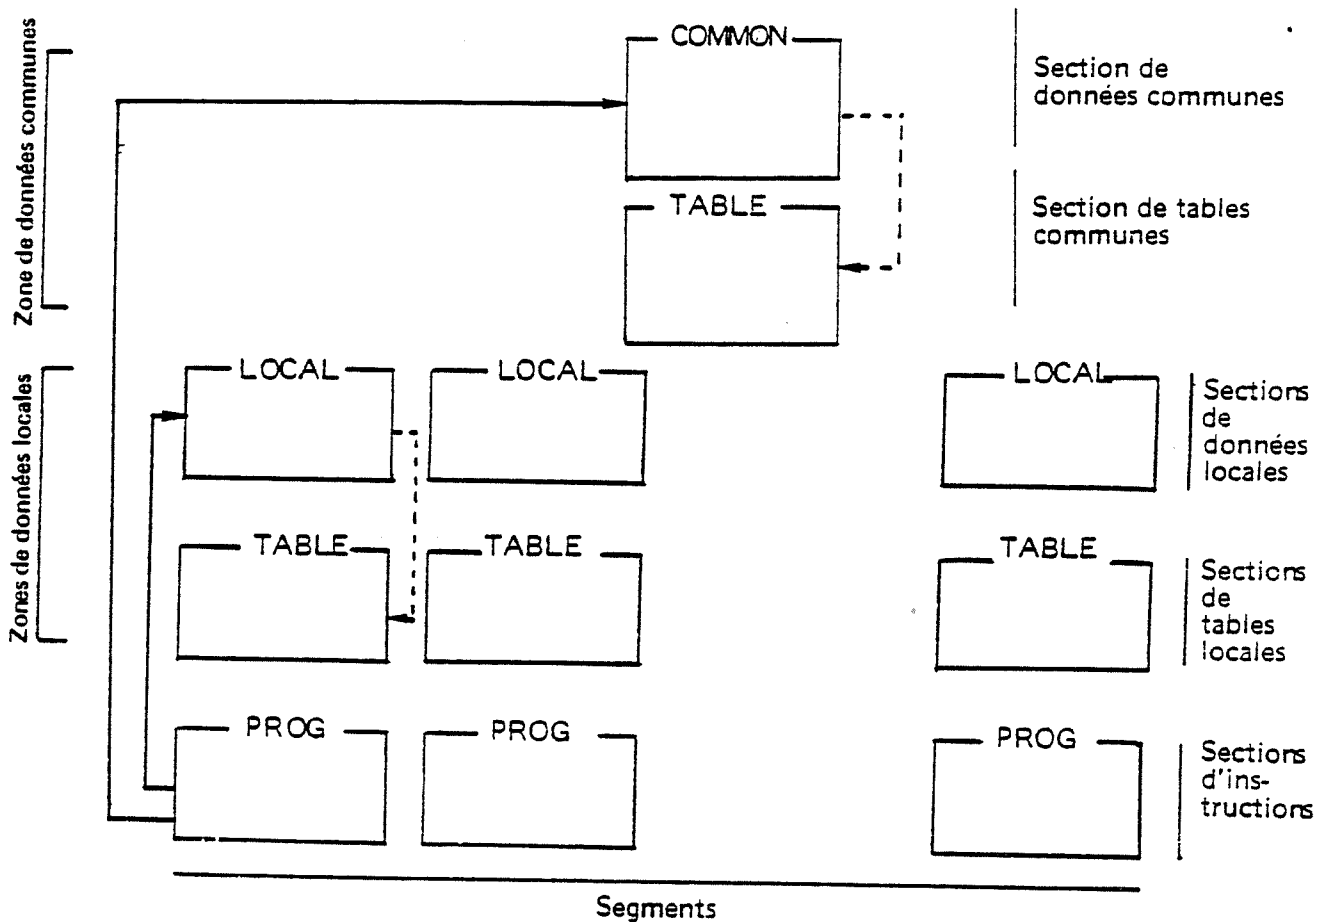 Zone de données communes
COMMON
Section de
données communes
TABLE
Section de tables
communes
Zones de données locales
LOCAL
LOCAL
LOCAL
Sections
de
données
locales
TABLE
TABLE
TABLE
Sections
de
tables
locales
PROG
PROG
PROG
Sections
d'ins-
tructions
Segments